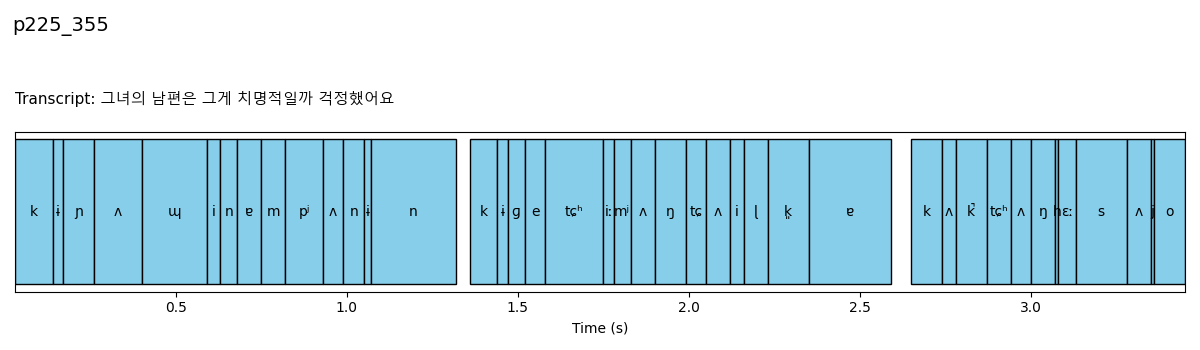 p225_355
Transcript: 그녀의 남편은 그게 치명적일까 걱정했어요
k ɨ ɲ ʌ ɰ i n ɐ m pʲ ʌ n ɨ n k ɨ ɡ e tɕʰ iː mʲ ʌ ŋ tɕ ʌ i ɭ k͈ ɐ k ʌ k̚ tɕʰ ʌ ŋ h ɛː s ʌ j o
0.5 1.0 1.5 2.0 2.5 3.0
Time (s)